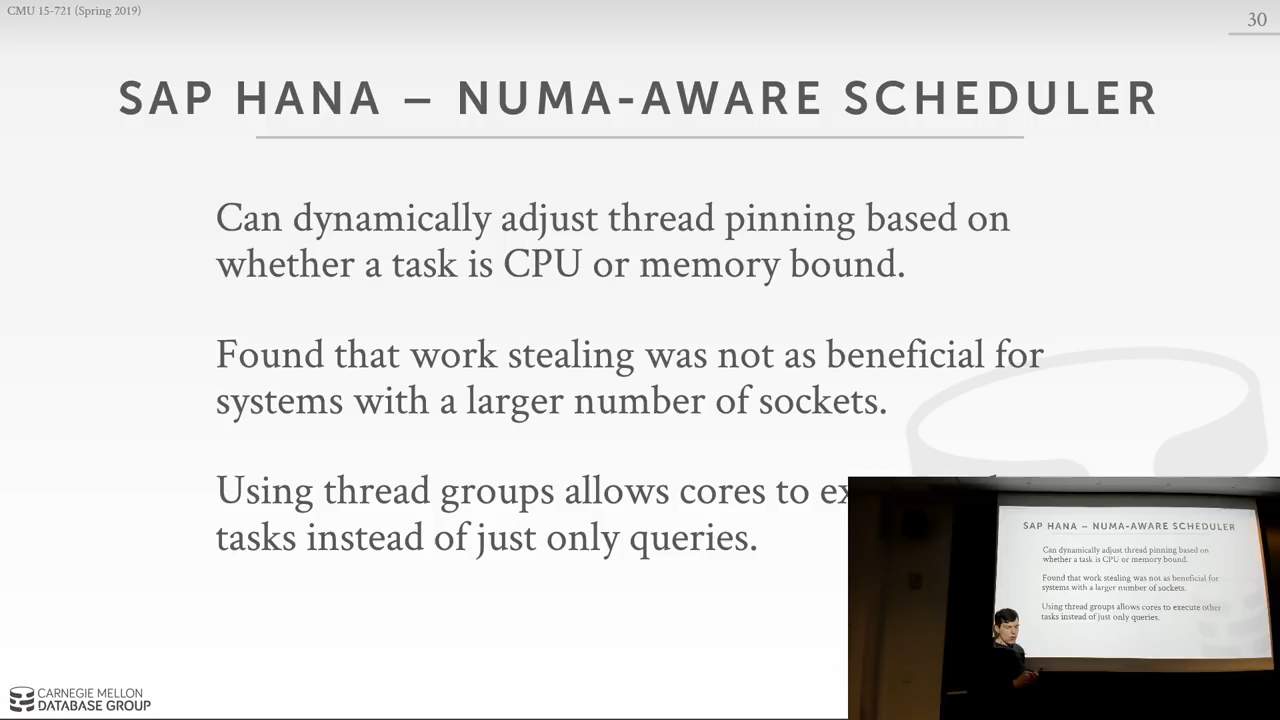 CMU 15-721 (Spring 2019)
30
SAP HANA – NUMA-AWARE SCHEDULER
Can dynamically adjust thread pinning based on
whether a task is CPU or memory bound.
Found that work stealing was not as beneficial for
systems with a larger number of sockets.
Using thread groups allows cores to ex
tasks instead of just only queries.
SAP HANA – NUMA-AWARE SCHEDULER
Can dynamically adjust thread pinning based on
whether a task is CPU or memory bound.
Found that work stealing was not as beneficial for
systems with a larger number of sockets.
Using thread groups allows cores to execute other
tasks instead of just only queries.
CARNEGIE MELLON
DATABASE GROUP